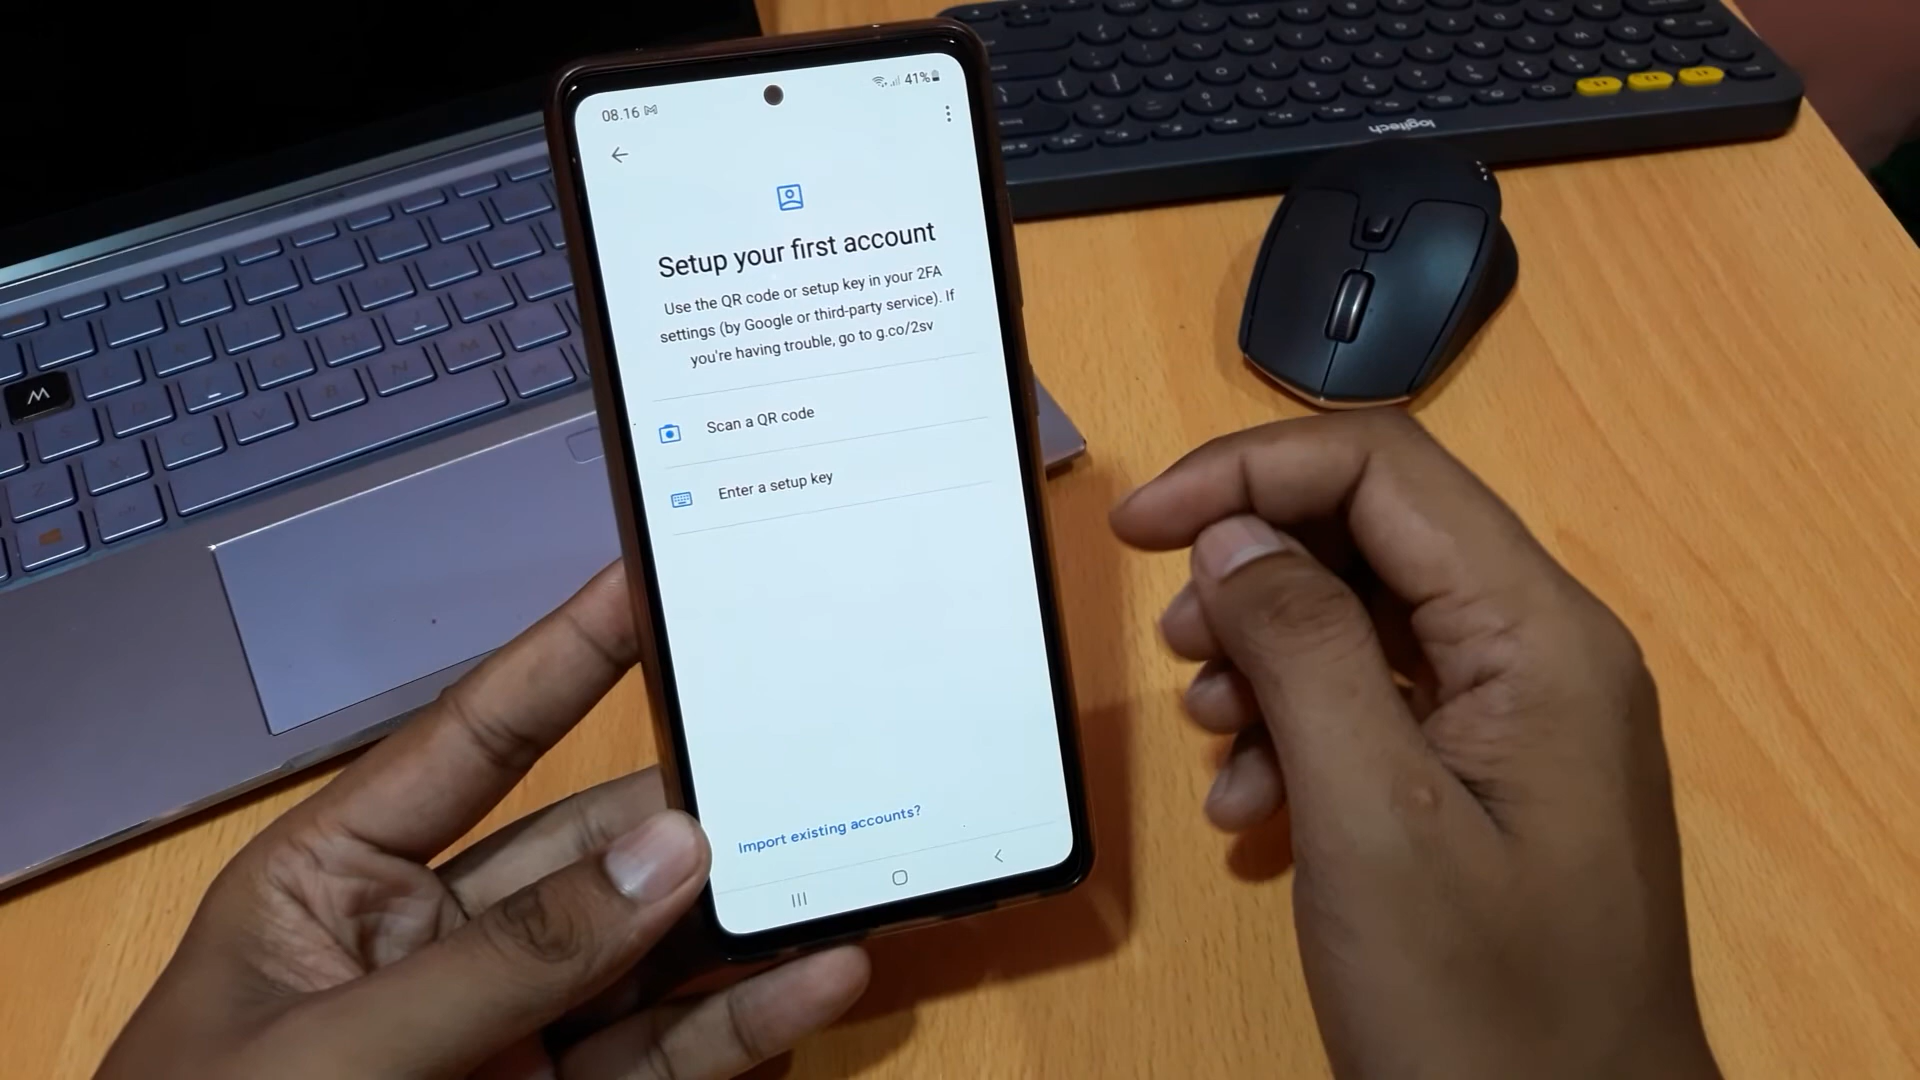 08.16
41%
Setup your first account
Use the QR code or setup key in your 2FA
settings (by Google or third-party service). If
you're having trouble, go to g.co/2sv
Scan a QR code
Enter a setup key
Import existing accounts?
logitech